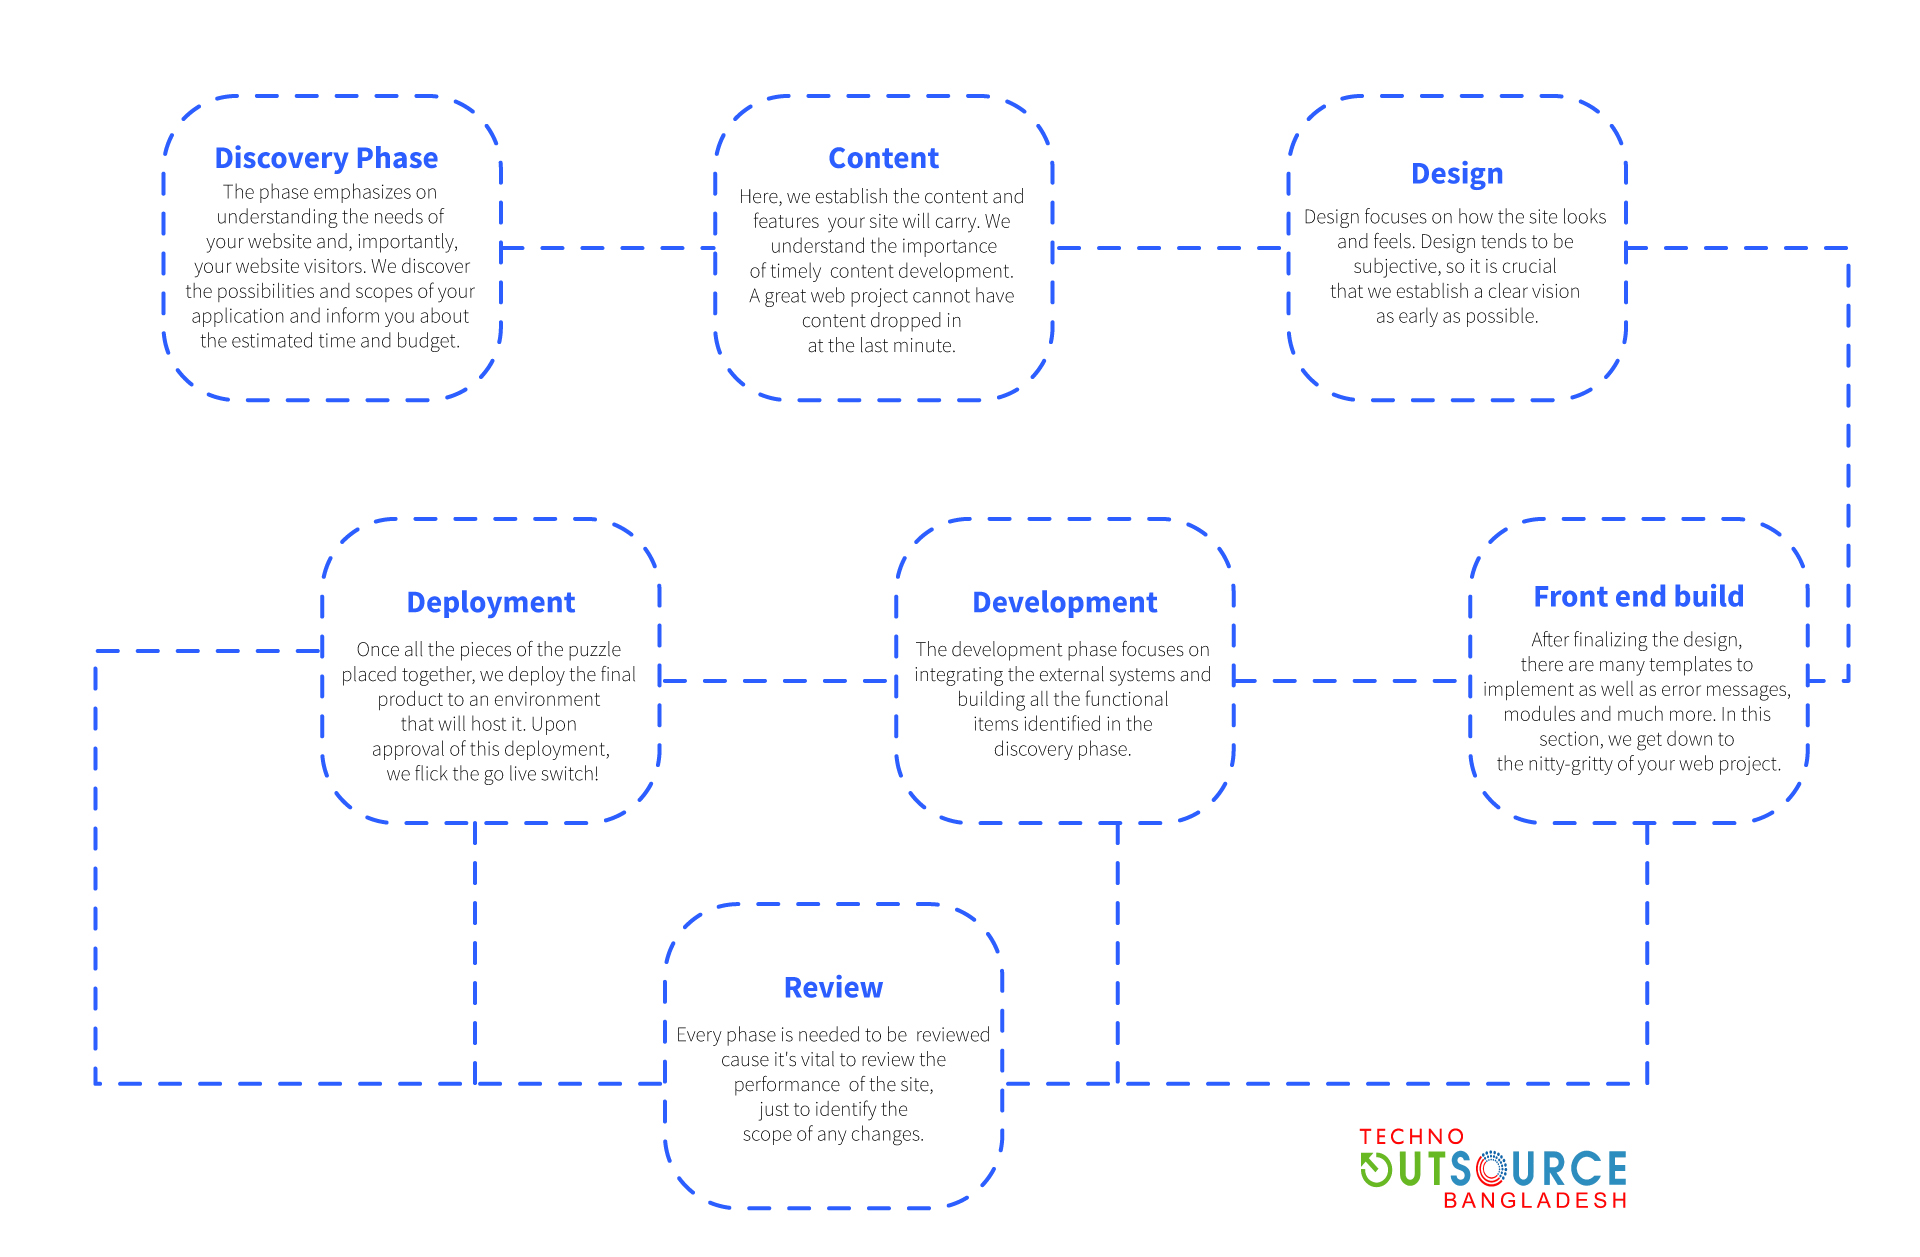 Discovery Phase
The phase emphasizes on
understanding the needs of
your website and, importantly,
your website visitors. We discover
the possibilities and scopes of your
application and inform you about
the estimated time and budget.
Content
Here, we establish the content and
features  your site will carry. We
understand the importance
of timely  content development.
A great web project cannot have
content dropped in
at the last minute.
Design
Design focuses on how the site looks
and feels. Design tends to be
subjective, so it is crucial
that we establish a clear vision
as early as possible.
Deployment
Once all the pieces of the puzzle
placed together, we deploy the final
product to an environment
that will host it. Upon
approval of this deployment,
we flick the go live switch!
Development
The development phase focuses on
integrating the external systems and
building all the functional
items identified in the
discovery phase.
Front end build
After finalizing the design,
there are many templates to
implement as well as error messages,
modules and much more. In this
section, we get down to
the nitty-gritty of your web project.
Review
Every phase is needed to be  reviewed
cause it's vital to review the
performance  of the site,
just to identify the
scope of any changes.
TECHNO
OUTSOURCE
BANGLADESH